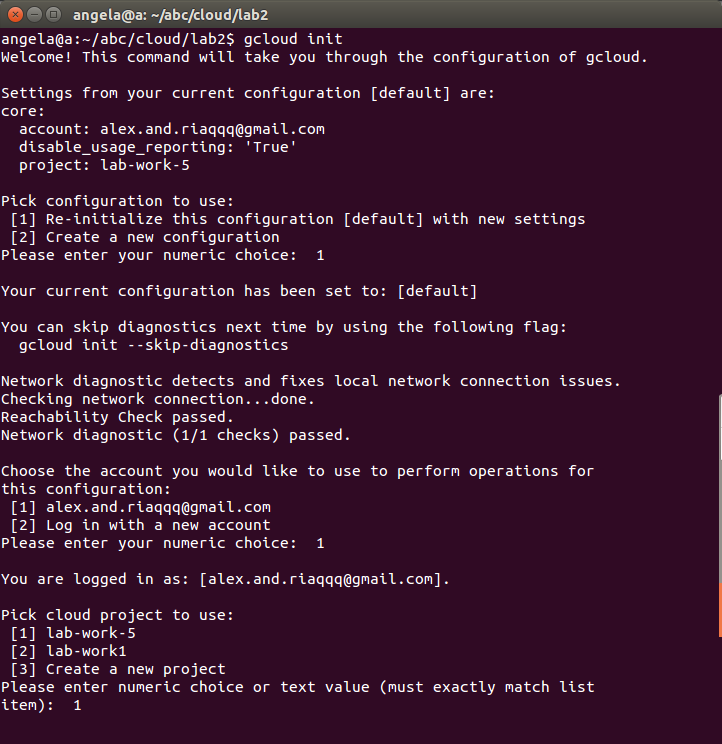 angela@a: ~/abc/cloud/lab2
angela@a:~/abc/cloud/lab2$ gcloud init
Welcome! This command will take you through the configuration of gcloud.
Settings from your current configuration [default] are:
core:
  account: alex.and.riaqqq@gmail.com
  disable_usage_reporting: 'True'
  project: lab-work-5
Pick configuration to use:
 [1] Re-initialize this configuration [default] with new settings
 [2] Create a new configuration
Please enter your numeric choice:  1
Your current configuration has been set to: [default]
You can skip diagnostics next time by using the following flag:
  gcloud init --skip-diagnostics
Network diagnostic detects and fixes local network connection issues.
Checking network connection...done.
Reachability Check passed.
Network diagnostic (1/1 checks) passed.
Choose the account you would like to use to perform operations for
this configuration:
 [1] alex.and.riaqqq@gmail.com
 [2] Log in with a new account
Please enter your numeric choice:  1
You are logged in as: [alex.and.riaqqq@gmail.com].
Pick cloud project to use:
 [1] lab-work-5
 [2] lab-work1
 [3] Create a new project
Please enter numeric choice or text value (must exactly match list
item):  1